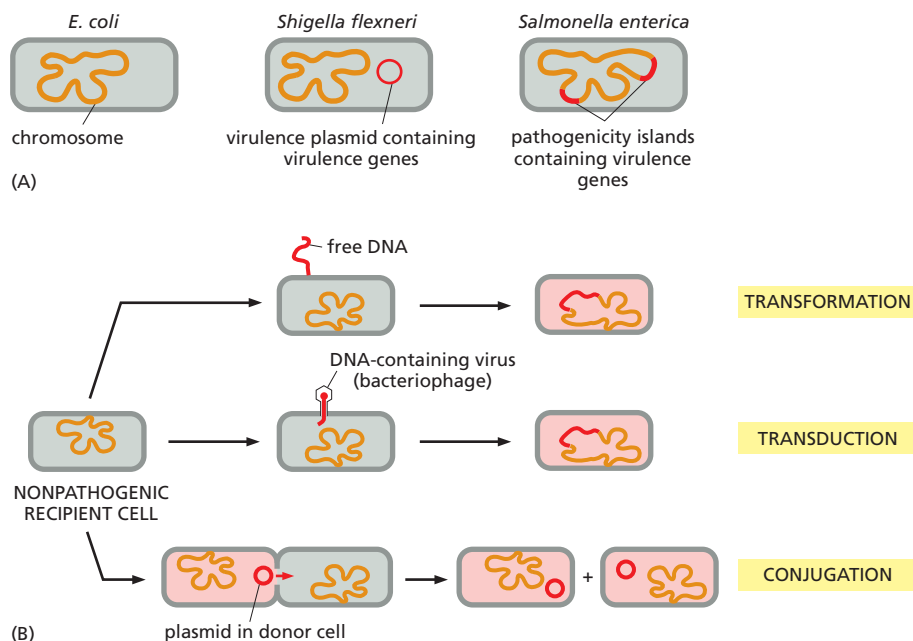 E. coli
Shigella flexneri
Salmonella enterica
chromosome
virulence plasmid containing
virulence genes
pathogenicity islands
containing virulence
genes
(A)
free DNA
TRANSFORMATION
DNA-containing virus
(bacteriophage)
TRANSDUCTION
NONPATHOGENIC
RECIPIENT CELL
+
CONJUGATION
plasmid in donor cell
(B)